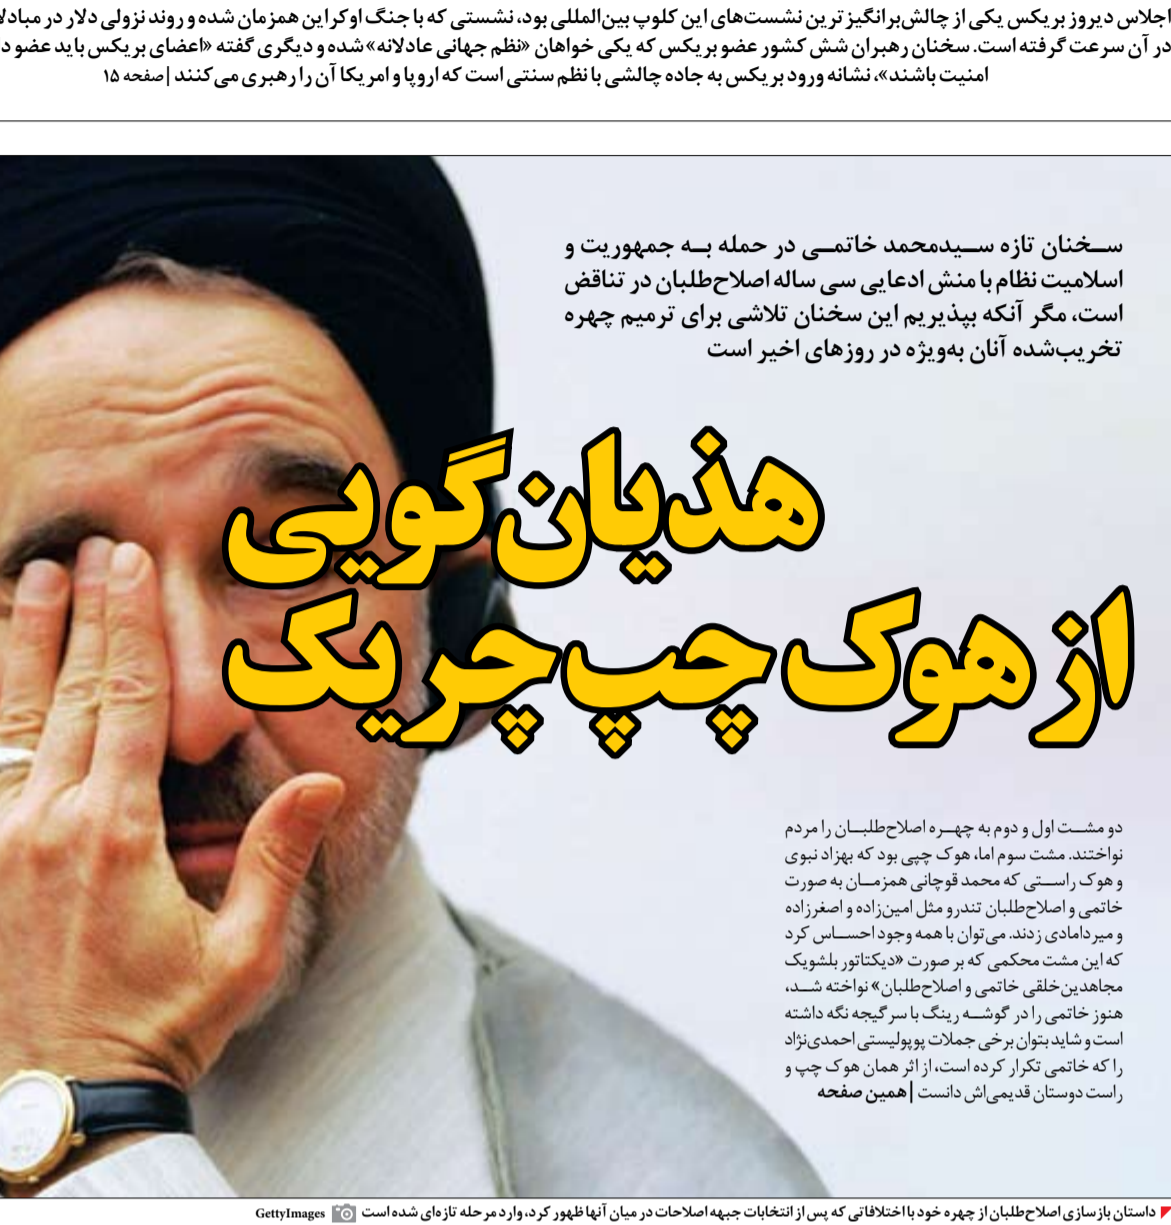 اجلاس دیروز بریکس یکی از چالش‌برانگیزترین نشست‌های این کلوپ بین‌المللی بود، نشستی که با جنگ اوکراین همزمان شده و روند نزولی دلار در
در آن سرعت گرفته است. سخنان رهبران شش کشور عضو بریکس که یکی خواهان «نظم جهانی عادلانه» شده و دیگری گفته «اعضای بریکس باید عضو
امنیت باشند»، نشانه ورود بریکس به جاده چالشی با نظم سنتی است که اروپا و امریکا آن را رهبری می‌کنند | صفحه ۱۵
سخنان تازه سیدمحمد خاتمی در حمله به جمهوریت و
اسلامیت نظام با منش ادعایی سی ساله اصلاح‌طلبان در تناقض
است، مگر آنکه بپذیریم این سخنان تلاشی برای ترمیم چهره
تخریب‌شده آنان به‌ویژه در روزهای اخیر است
هذیان‌گویی
از هوک چپ چریک
دو مشت اول و دوم به چهره اصلاح‌طلبان را مردم
نواختند. مشت سوم اما، هوک چپی بود که بهزاد نبوی
و هوک راستی که محمد قوچانی همزمان به صورت
خاتمی و اصلاح‌طلبان تندرو مثل امین‌زاده و اصغرزاده
و میردامادی زدند. می‌توان با همه وجود احساس کرد
که این مشت محکمی که بر صورت «دیکتاتور بلشویک
مجاهدین خلقی خاتمی و اصلاح‌طلبان» نواخته شد،
هنوز خاتمی را در گوشه رینگ با سرگیجه نگه داشته
است و شاید بتوان برخی جملات پوپولیستی احمدی‌نژاد
را که خاتمی تکرار کرده است، از اثر همان هوک چپ و
راست دوستان قدیمی‌اش دانست | همین صفحه
داستان بازسازی اصلاح‌طلبان از چهره خود با اختلافاتی که پس از انتخابات جبهه اصلاحات در میان آنها ظهور کرد، وارد مرحله تازه‌ای شده است GettyImages